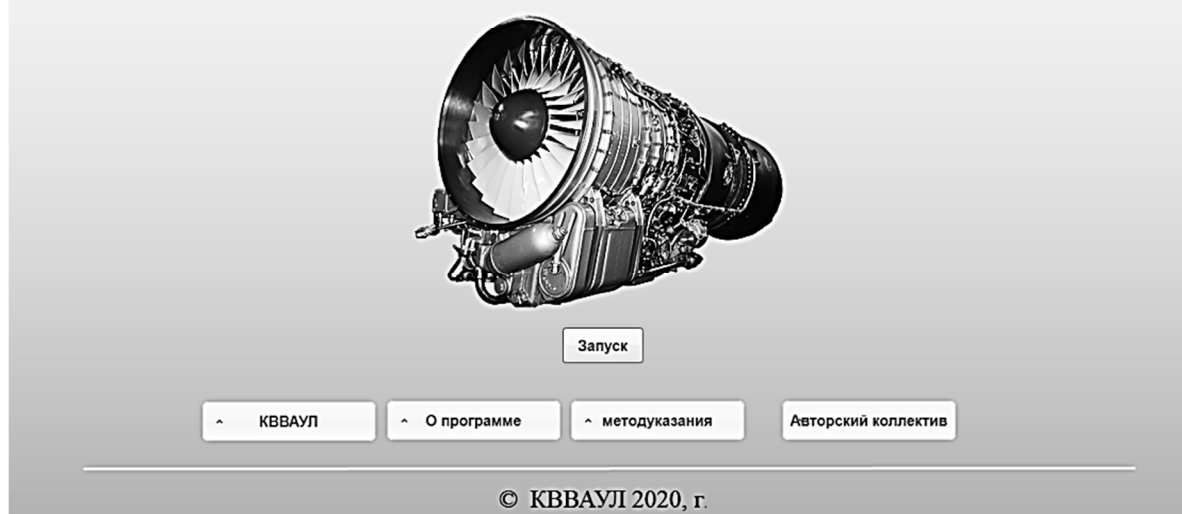 Запуск
КВВАУЛ
О программе
методуказания
Авторский коллектив
© КВВАУЛ 2020, г.